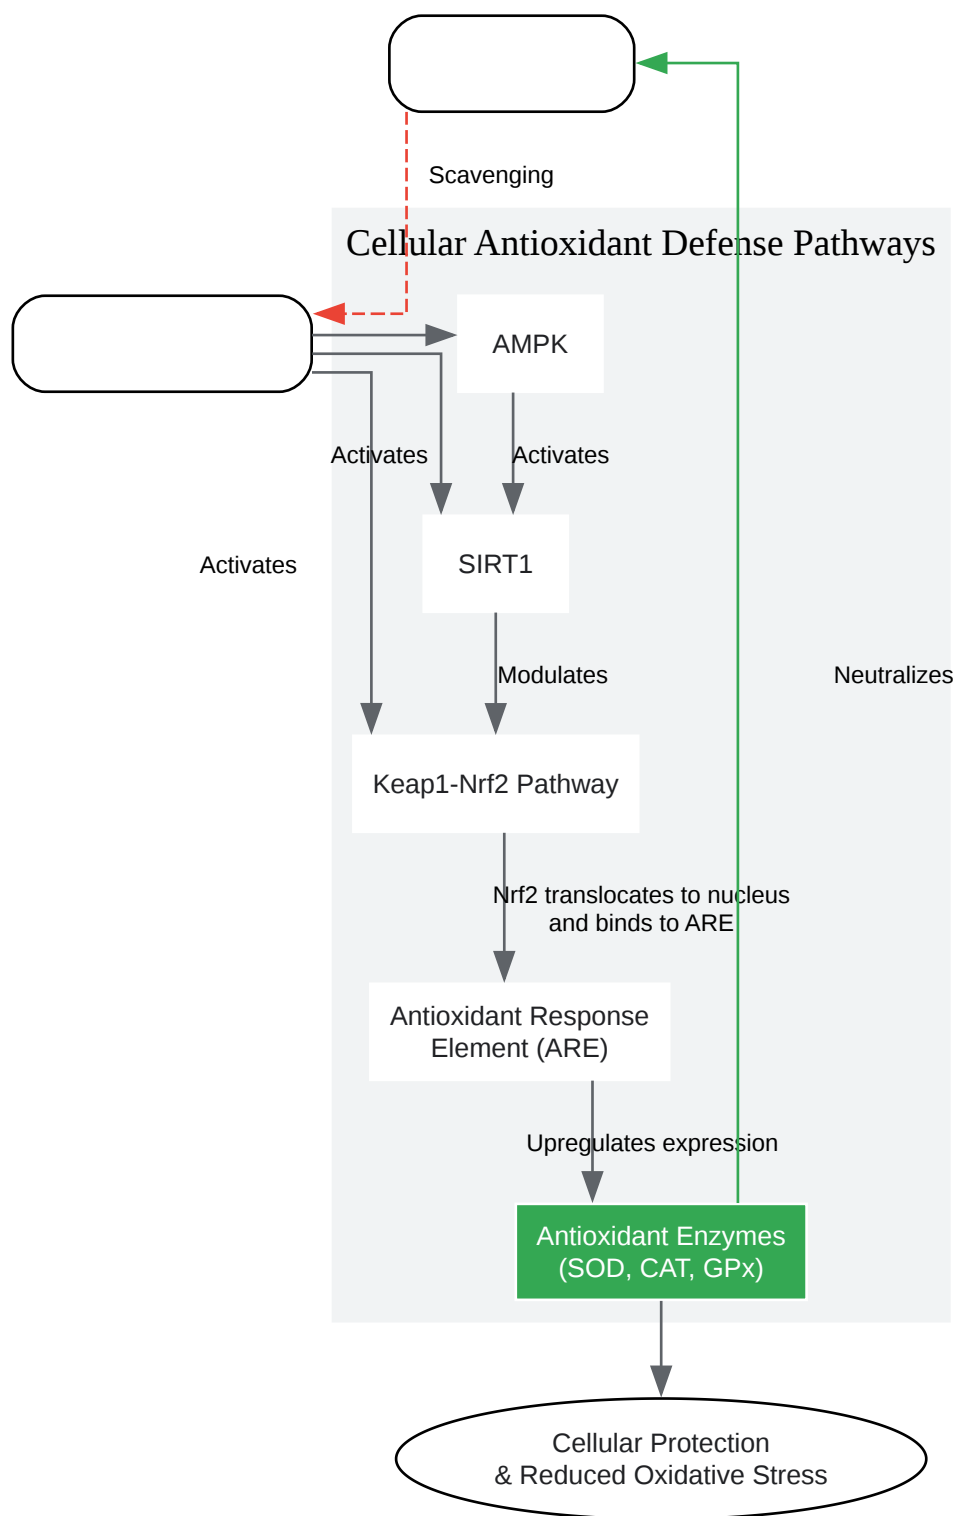 Scavenging
Cellular Antioxidant Defense Pathways
AMPK
Activates
Activates
SIRT1
Activates
Modulates
Neutralizes
Keap1-Nrf2 Pathway
Nrf2 translocates to nucleus
and binds to ARE
Antioxidant Response
Element (ARE)
Upregulates expression
Antioxidant Enzymes
(SOD, CAT, GPx)
Cellular Protection
& Reduced Oxidative Stress